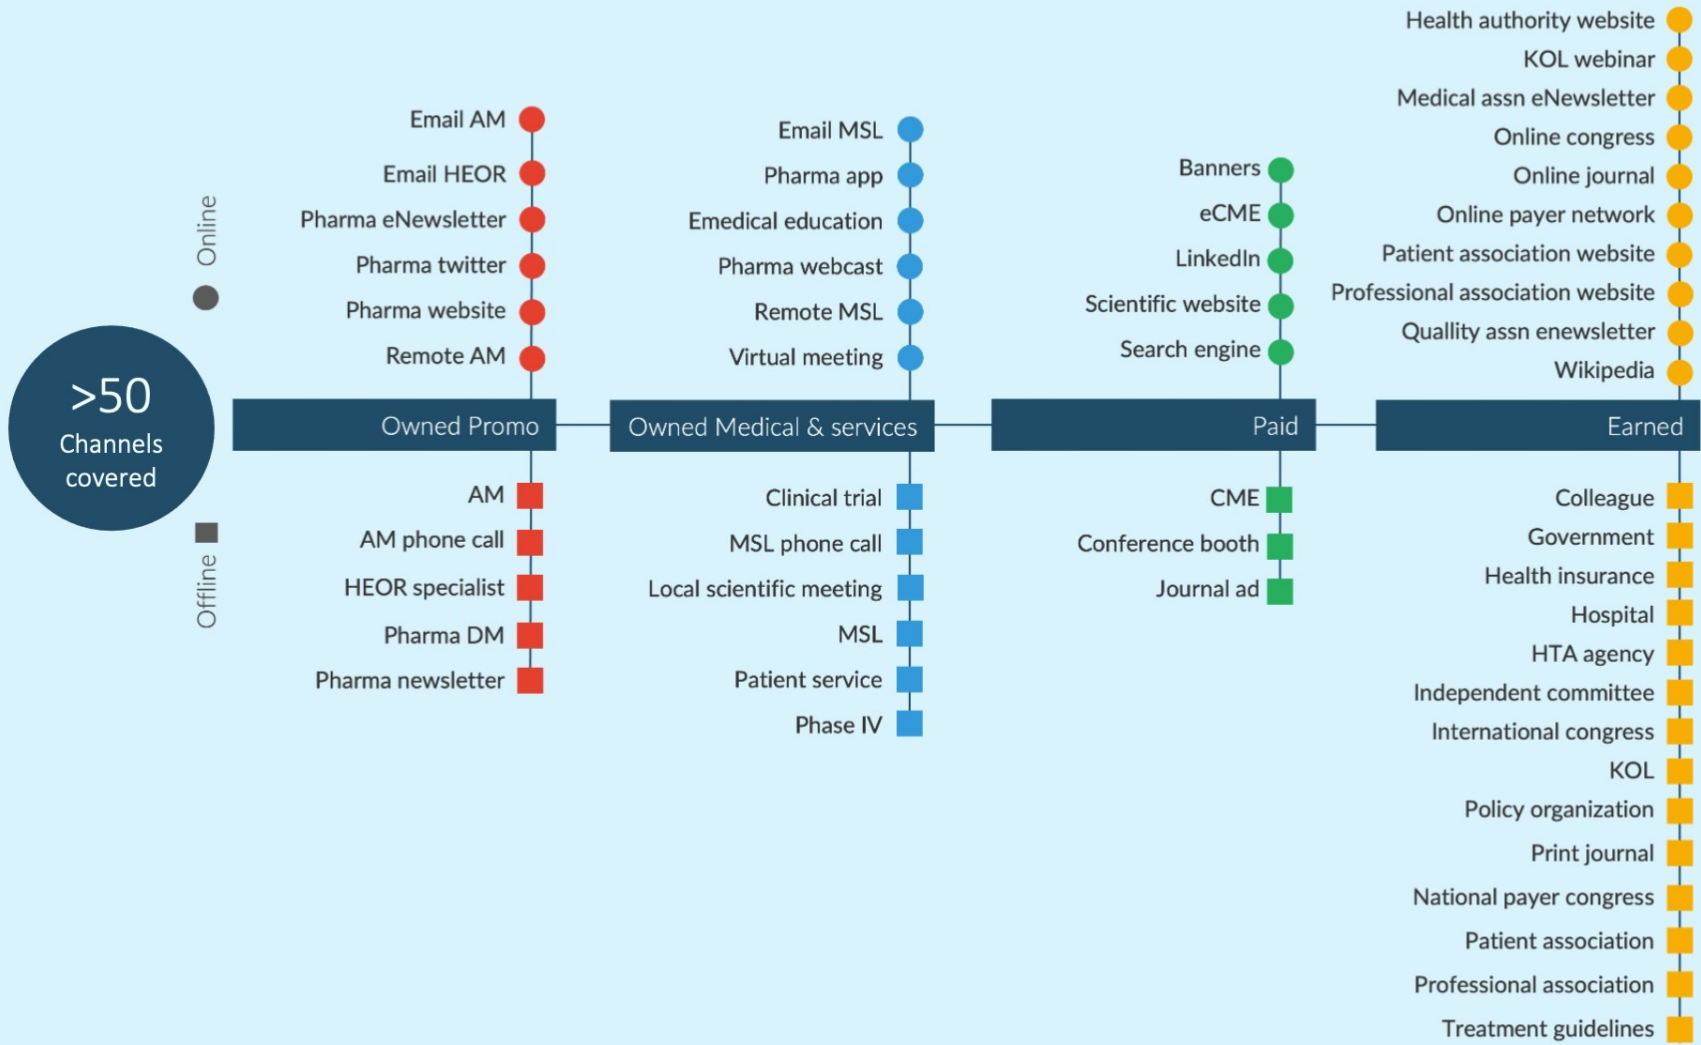 >50
Channels
covered
Online
Offline
Email AM
Email HEOR
Pharma eNewsletter
Pharma twitter
Pharma website
Remote AM
Owned Promo
AM
AM phone call
HEOR specialist
Pharma DM
Pharma newsletter
Email MSL
Pharma app
Emedical education
Pharma webcast
Remote MSL
Virtual meeting
Owned Medical & services
Clinical trial
MSL phone call
Local scientific meeting
MSL
Patient service
Phase IV
Banners
eCME
LinkedIn
Scientific website
Search engine
Paid
CME
Conference booth
Journal ad
Health authority website
KOL webinar
Medical assn eNewsletter
Online congress
Online journal
Online payer network
Patient association website
Professional association website
Quallity assn enewsletter
Wikipedia
Earned
Colleague
Government
Health insurance
Hospital
HTA agency
Independent committee
International congress
KOL
Policy organization
Print journal
National payer congress
Patient association
Professional association
Treatment guidelines